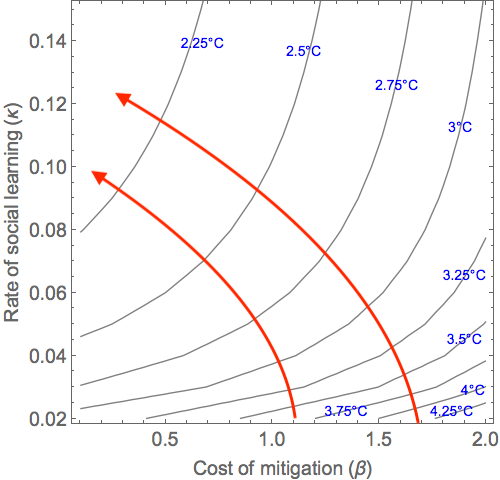 0.14
0.12
0.10
0.08
0.06
0.04
0.02
Rate of social learning (κ)
2.25°C
2.5°C
2.75°C
3°C
3.25°C
3.5°C
3.75°C
4°C
4.25°C
0.5
1.0
1.5
2.0
Cost of mitigation (β)